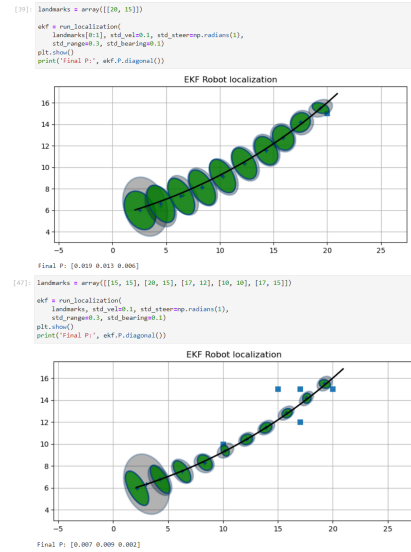 [39]: landmarks = array([[20, 15]])
ekf = run_localization(
landmarks[0:1], std_vel=0.1, std_steer=np.radians(1),
std_range=0.3, std_bearing=0.1)
plt.show()
print('Final P:', ekf.P.diagonal())
EKF Robot localization
16
14
12
10
8
6
4
−5 0 5 10 15 20 25
Final P: [0.019 0.013 0.006]
[47]: landmarks = array([[15, 15], [20, 15], [17, 12], [10, 10], [17, 15]])
ekf = run_localization(
landmarks, std_vel=0.1, std_steer=np.radians(1),
std_range=0.3, std_bearing=0.1)
plt.show()
print('Final P:', ekf.P.diagonal())
EKF Robot localization
16
14
12
10
8
6
4
−5 0 5 10 15 20 25
Final P: [0.007 0.009 0.002]